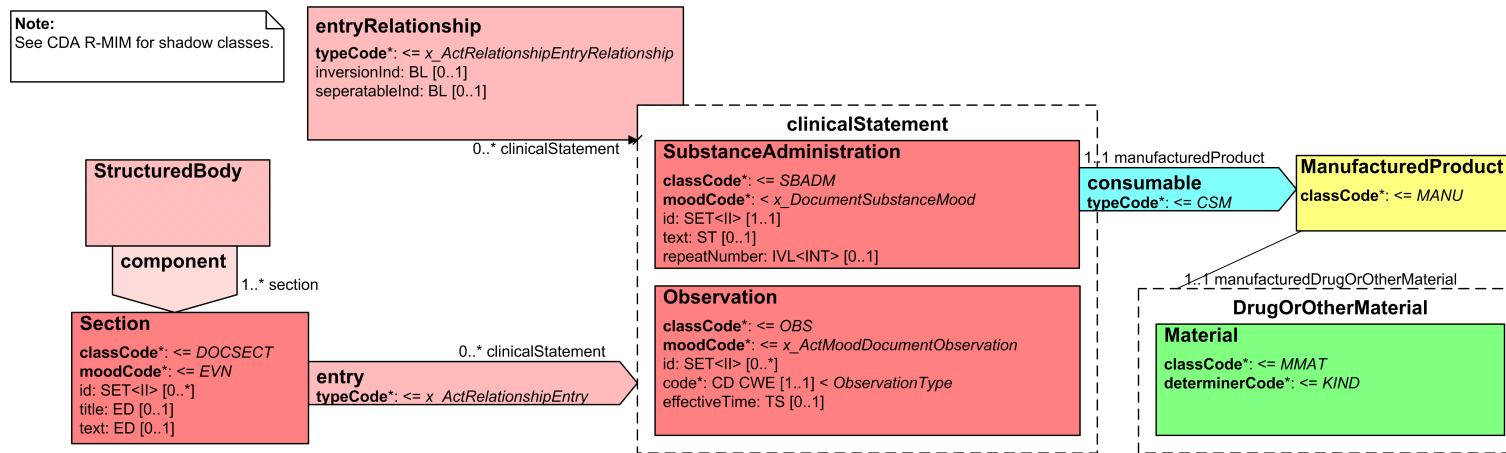 Note:
See CDA R-MIM for shadow classes.
entryRelationship
typeCode*: <= x_ActRelationshipEntryRelationship
inversionInd: BL [0..1]
seperatableInd: BL [0..1]
0..* clinicalStatement
StructuredBody
component
1..* section
Section
classCode*: <= DOCSECT
moodCode*: <= EVN
id: SET<II> [0..*]
title: ED [0..1]
text: ED [0..1]
0..* clinicalStatement
entry
typeCode*: <= x_ActRelationshipEntry
clinicalStatement
SubstanceAdministration
classCode*: <= SBADM
moodCode*: < x_DocumentSubstanceMood
id: SET<II> [1..1]
text: ST [0..1]
repeatNumber: IVL<INT> [0..1]
Observation
classCode*: <= OBS
moodCode*: <= x_ActMoodDocumentObservation
id: SET<II> [0..*]
code*: CD CWE [1..1] < ObservationType
effectiveTime: TS [0..1]
1..1 manufacturedProduct
consumable
typeCode*: <= CSM
ManufacturedProduct
classCode*: <= MANU
1..1 manufacturedDrugOrOtherMaterial
DrugOrOtherMaterial
Material
classCode*: <= MMAT
determinerCode*: <= KIND